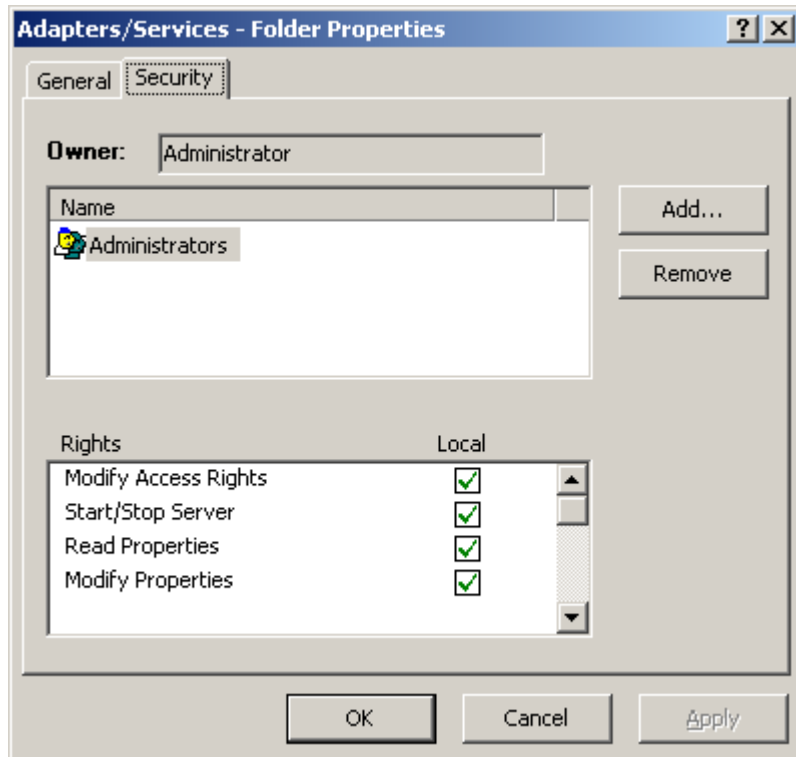 Adapters/Services - Folder Properties
General Security
Owner: Administrator
Name
Add...
Administrators
Remove
Rights Local
Modify Access Rights
Start/Stop Server
Read Properties
Modify Properties
OK Cancel Apply